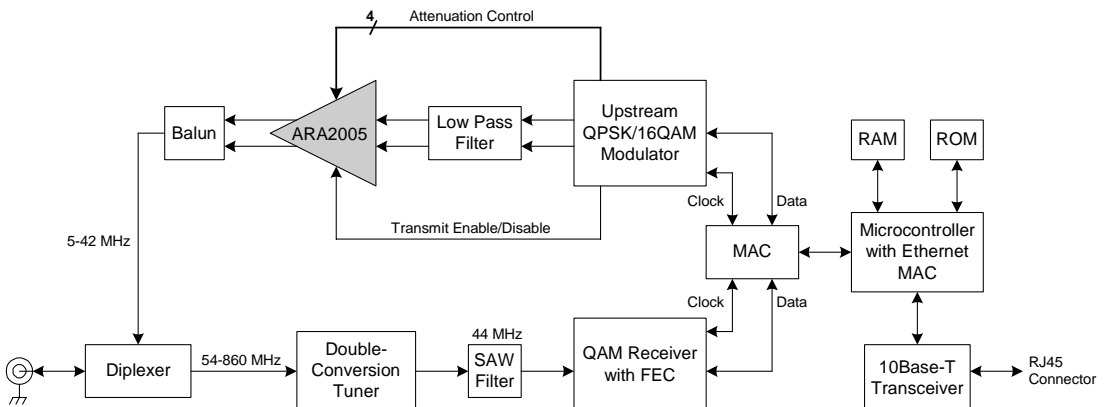 4
Attenuation Control
Balun
ARA2005
Low Pass
Filter
Upstream
QPSK/16QAM
Modulator
RAM
ROM
Transmit Enable/Disable
Clock
Data
5-42 MHz
MAC
Microcontroller
with Ethernet
MAC
Clock
Data
44 MHz
54-860 MHz
Diplexer
Double-
Conversion
Tuner
SAW
Filter
QAM Receiver
with FEC
10Base-T
Transceiver
RJ45
Connector